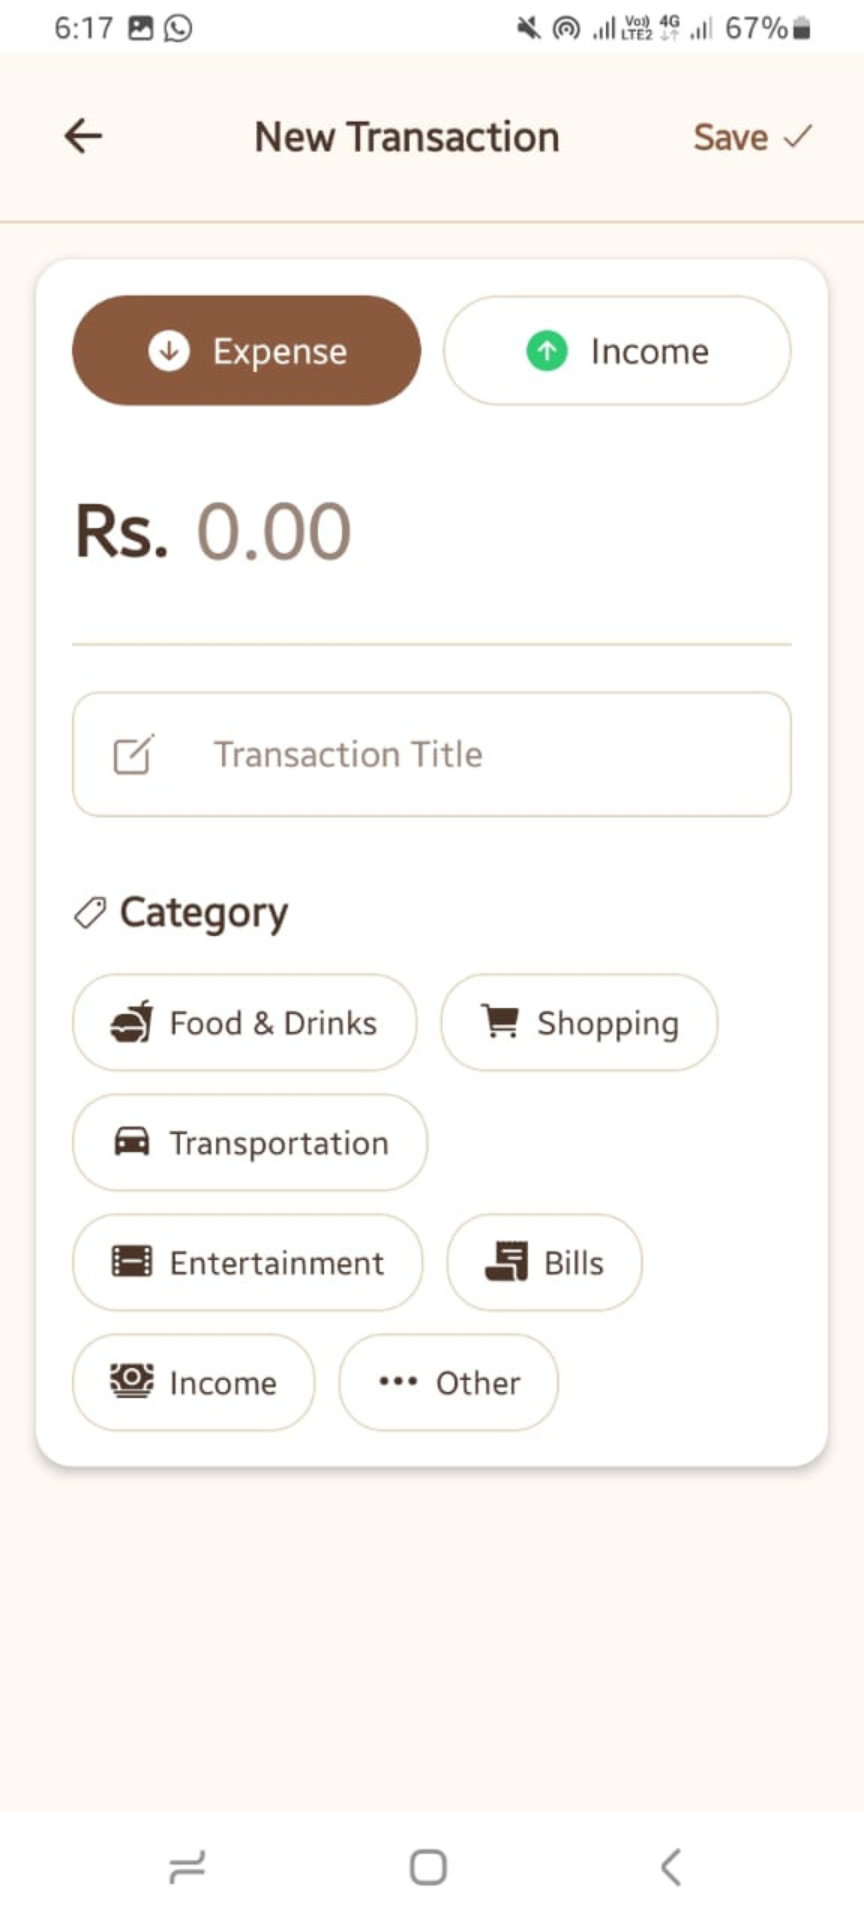 6:17 Vo)) LTE2 4G 67%
New Transaction Save
Expense Income
Rs. 0.00
Transaction Title
Category
Food & Drinks Shopping
Transportation
Entertainment Bills
Income Other